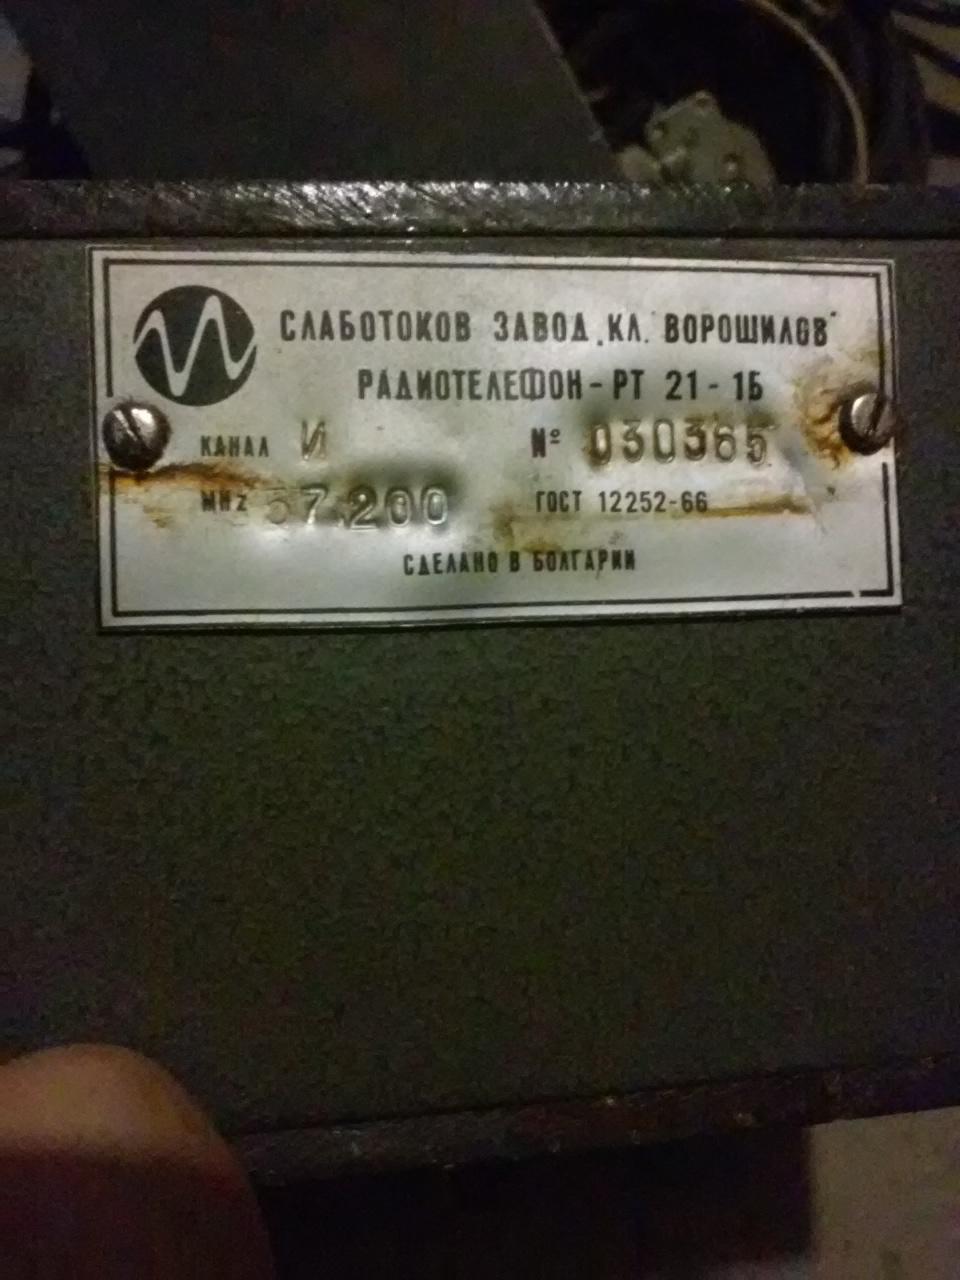 СЛАБОТОКОВ ЗАВОД „КЛ. ВОРОШИЛОВ"
РАДИОТЕЛЕФОН - РТ 21 - 1Б
КАНАЛ И № 030365
MHz 57.200 ГОСТ 12252-66
СДЕЛАНО В БОЛГАРИИ